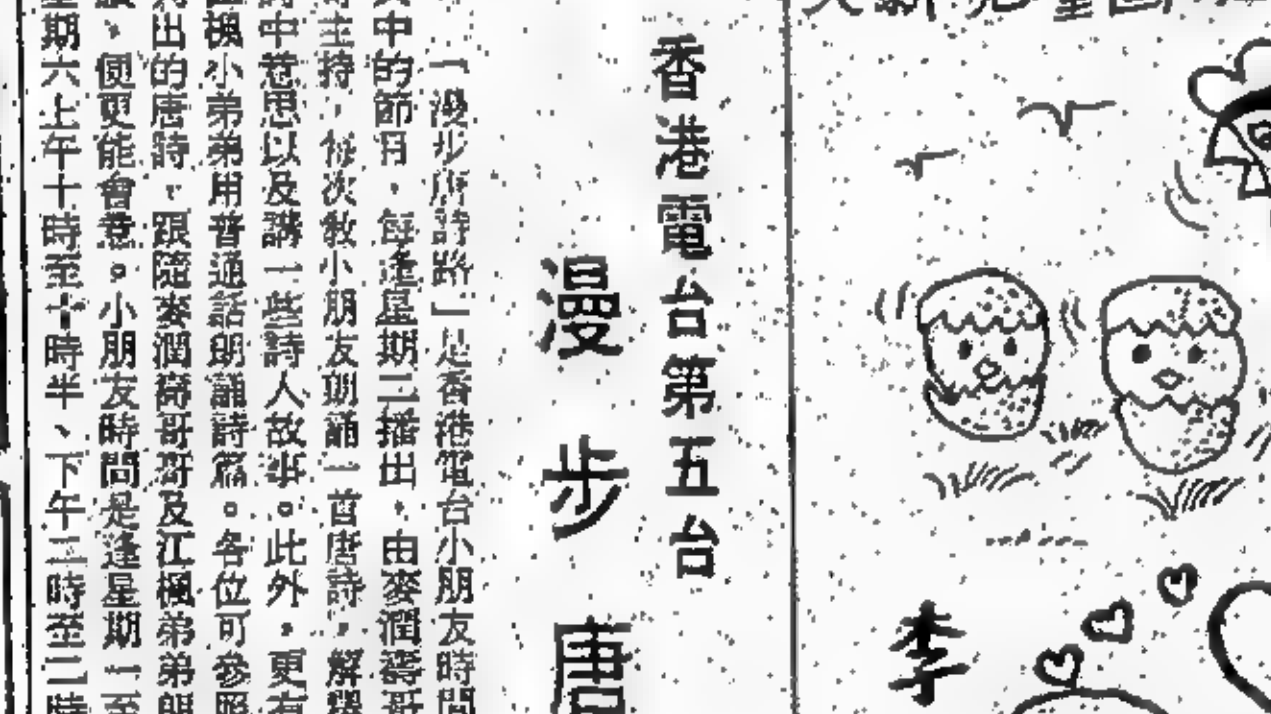 香港電台第五台
漫步唐
「漫步唐詩路」是香港電台小朋友時間
中的節目，每逢星期二播出，由麥潤壽哥
主持，每次教小朋友朗誦一首唐詩，解釋
中意思以及講一些詩人故事。此外，更有
楓小弟弟用普通話朗誦詩篇。各位可參照
出的唐詩，跟隨麥潤壽哥哥及江楓弟弟朗
，便更能會意。小朋友時間是逢星期一至
期六上午十時至十時半、下午二時至二時
李